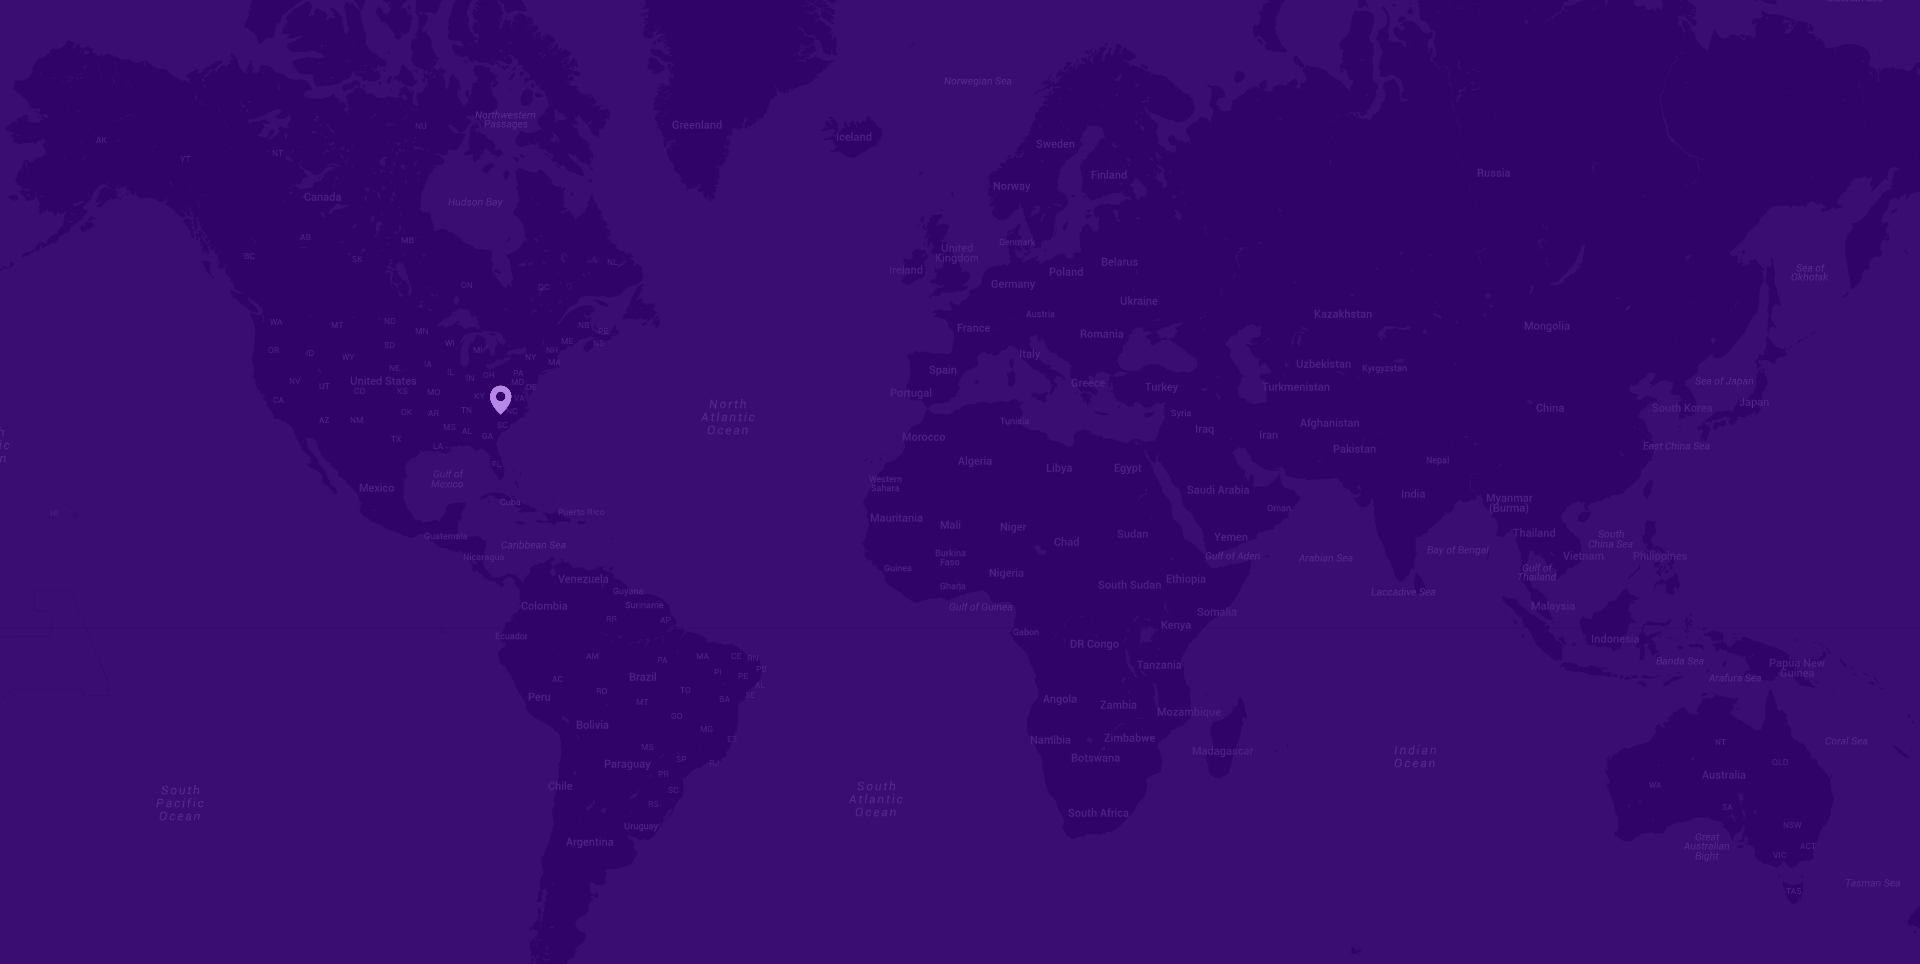 Norwegian Sea
Northwestern
Passages
Greenland
Iceland
NU
AK
YT
NT
Canada
Hudson Bay
Sweden
Finland
Norway
Russia
AB
MB
BC
SK
NL
ON
QC
United
Kingdom
Denmark
Ireland
Belarus
Poland
Germany
Ukraine
Austria
France
Romania
Kazakhstan
Mongolia
Sea of
Okhotsk
WA
MT
ND
MN
NB
PE
NS
ME
OR
ID
WY
SD
WI
MI
NY
NH
MA
NE
IA
IL
IN
OH
PA
MD
DE
NV
UT
United States
CO
KS
MO
KY
VA
CA
AZ
NM
OK
AR
TN
NC
SC
MS
AL
GA
TX
LA
FL
Gulf of
Mexico
Mexico
Cuba
Puerto Rico
HI
Guatemala
Caribbean Sea
Nicaragua
North
Atlantic
Ocean
Italy
Spain
Portugal
Greece
Turkey
Uzbekistan
Kyrgyzstan
Turkmenistan
Sea of Japan
South Korea
Japan
China
Tunisia
Syria
Iraq
Iran
Afghanistan
Pakistan
Nepal
East China Sea
Morocco
Algeria
Libya
Egypt
Western
Sahara
Saudi Arabia
Oman
India
Myanmar
(Burma)
Mauritania
Mali
Niger
Chad
Sudan
Yemen
Gulf of Aden
Arabian Sea
Bay of Bengal
Thailand
South
China Sea
Vietnam
Philippines
Gulf of
Thailand
Burkina
Faso
Guinea
Ghana
Nigeria
South Sudan
Ethiopia
Laccadive Sea
Malaysia
Gulf of Guinea
Somalia
Kenya
Gabon
DR Congo
Tanzania
Indonesia
Banda Sea
Arafura Sea
Papua New
Guinea
Venezuela
Guyana
Suriname
Colombia
RR
AP
Ecuador
AM
PA
MA
CE
RN
PB
PI
PE
AL
SE
AC
Brazil
RO
TO
BA
MT
Peru
GO
Bolivia
MG
ES
MS
SP
RJ
Paraguay
PR
SC
Chile
RS
Uruguay
Argentina
South
Pacific
Ocean
South
Atlantic
Ocean
Angola
Zambia
Mozambique
Namibia
Zimbabwe
Botswana
Madagascar
South Africa
Indian
Ocean
NT
Coral Sea
QLD
Australia
WA
SA
NSW
Great
Australian
Bight
ACT
VIC
TAS
Tasman Sea